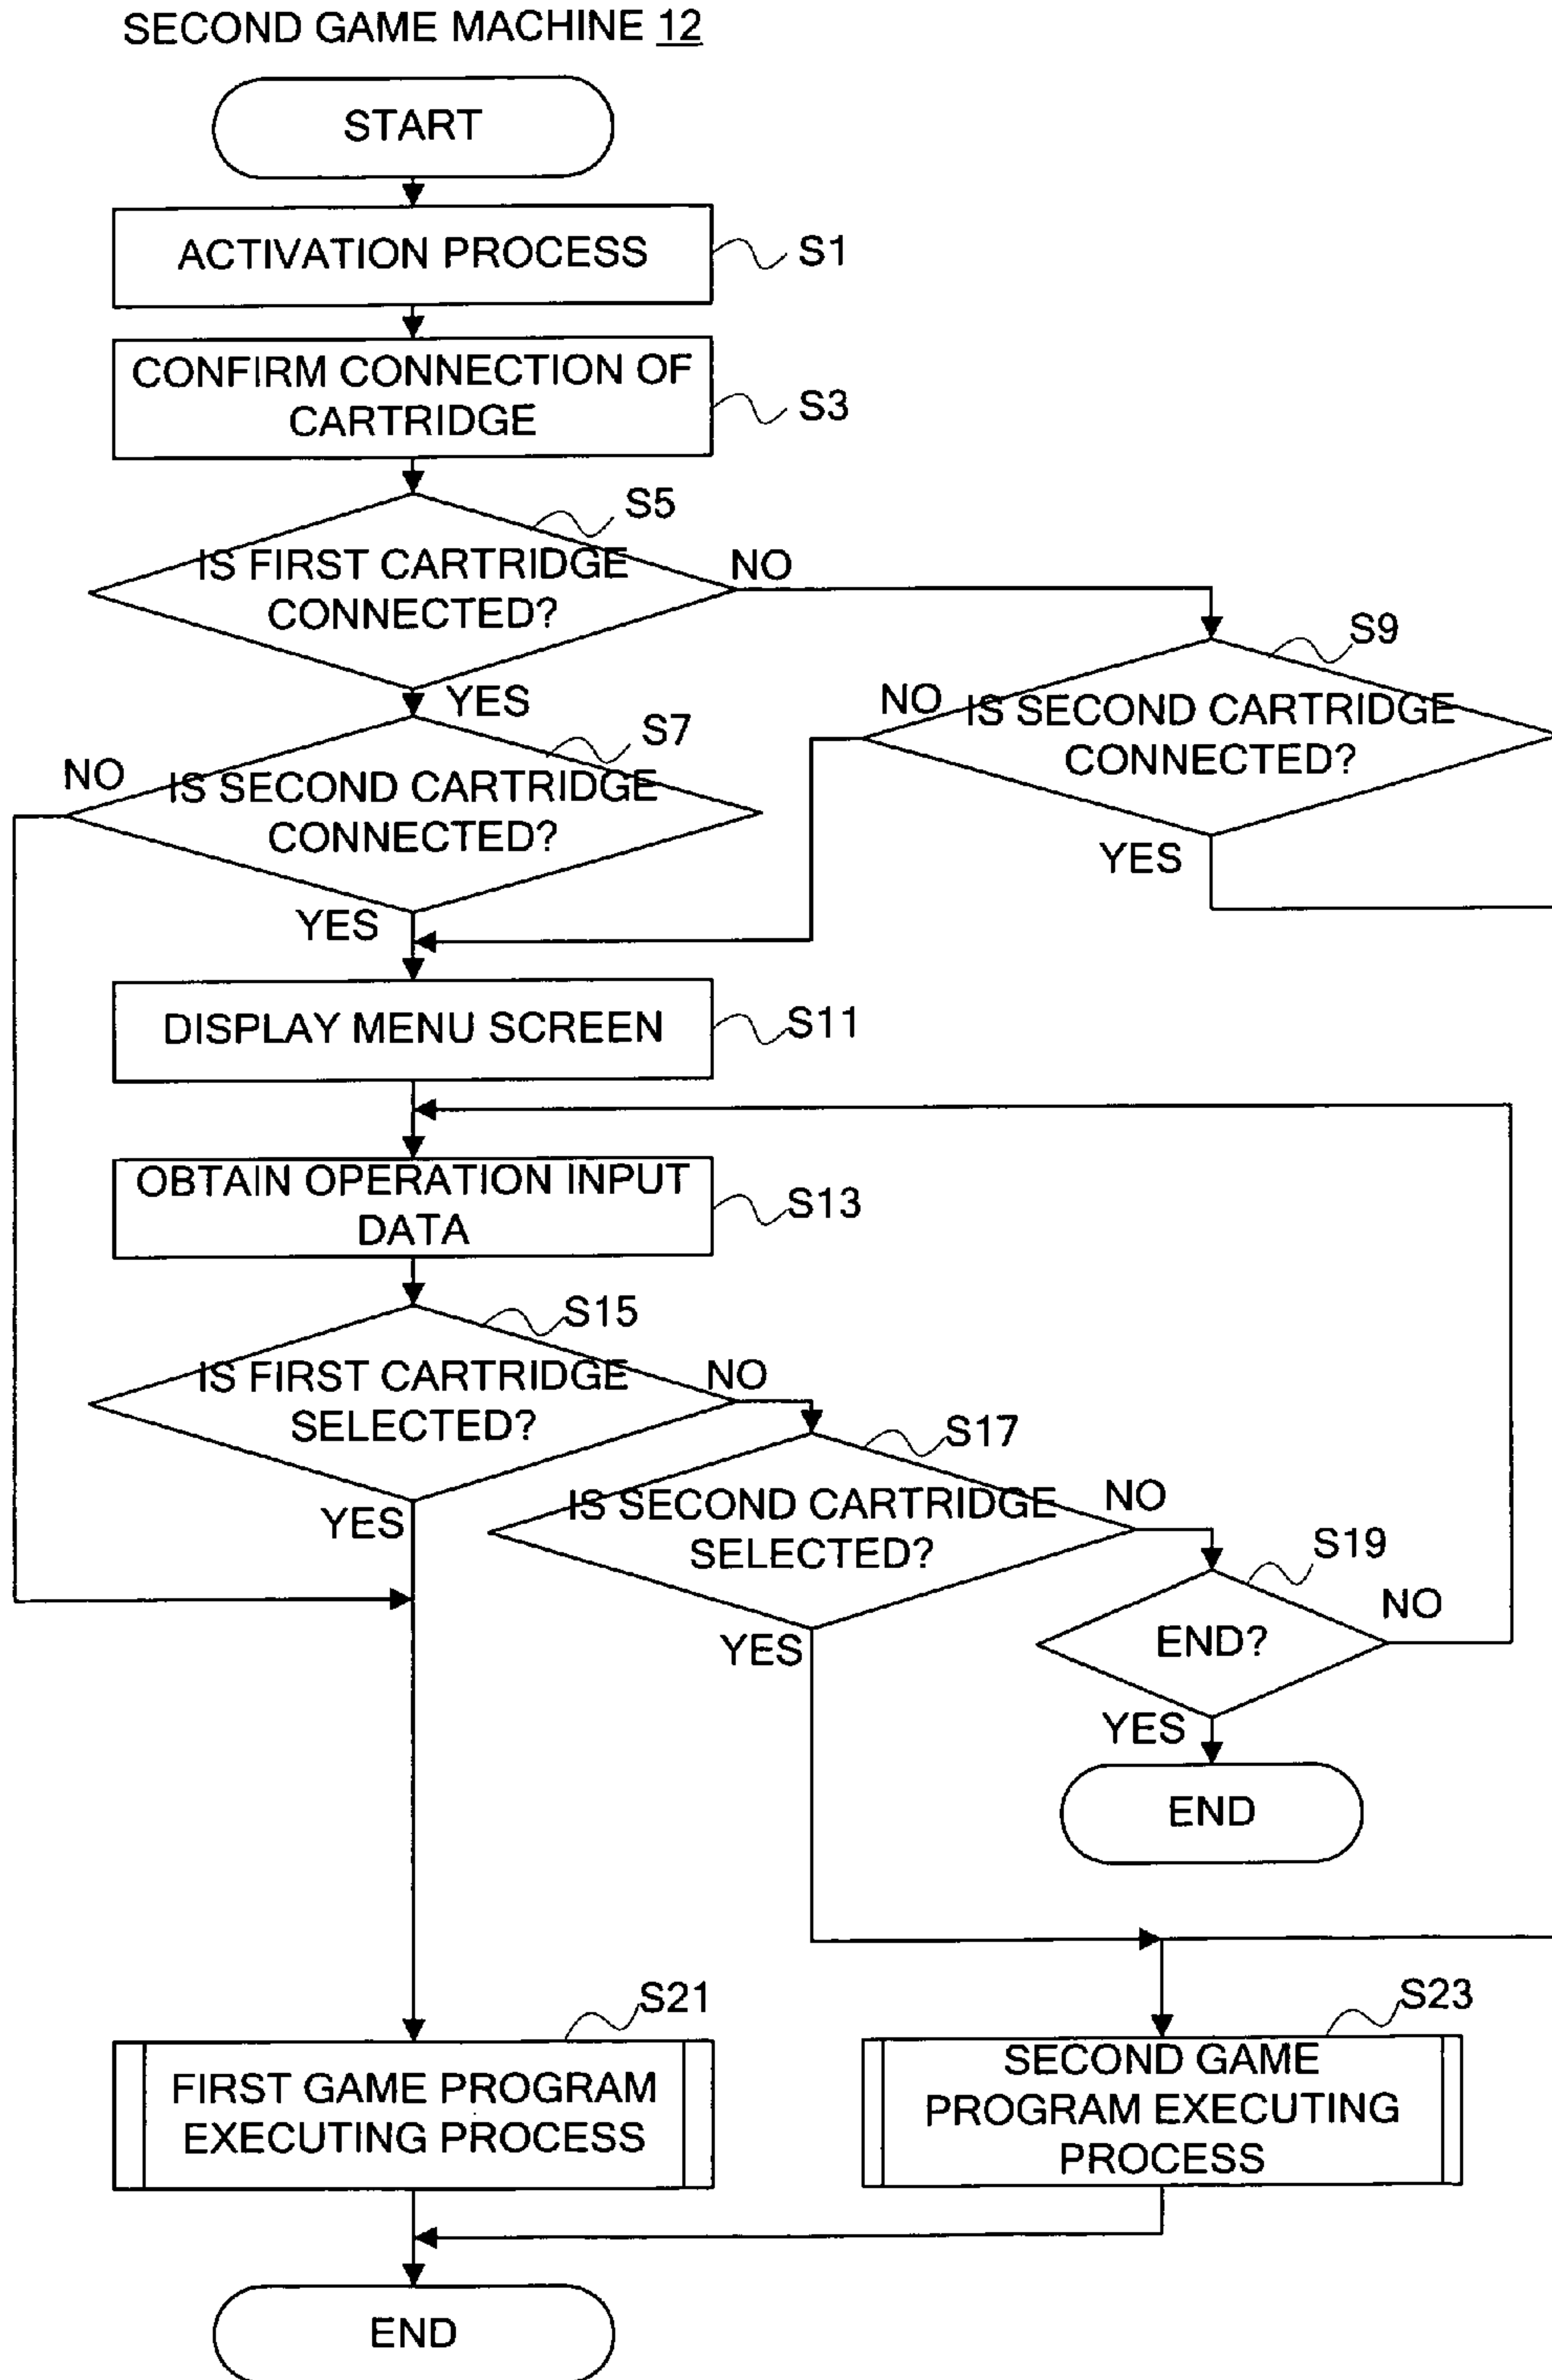 SECOND GAME MACHINE 12
START
ACTIVATION PROCESS
S1
CONFIRM CONNECTION OF
CARTRIDGE
S3
S5
IS FIRST CARTRIDGE
CONNECTED?
NO
YES
S9
NO
IS SECOND CARTRIDGE
CONNECTED?
YES
S7
NO
IS SECOND CARTRIDGE
CONNECTED?
YES
DISPLAY MENU SCREEN
S11
OBTAIN OPERATION INPUT
DATA
S13
S15
IS FIRST CARTRIDGE
SELECTED?
NO
YES
S17
IS SECOND CARTRIDGE
SELECTED?
NO
YES
S19
END?
NO
YES
END
S21
FIRST GAME PROGRAM
EXECUTING PROCESS
S23
SECOND GAME
PROGRAM EXECUTING
PROCESS
END